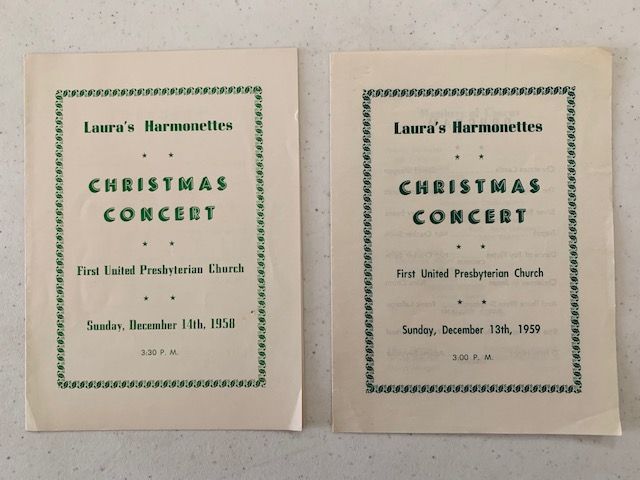 Laura's Harmonettes
CHRISTMAS
CONCERT
First United Presbyterian Church
Sunday, December 14th, 1958
3:30 P. M.
Laura's Harmonettes
CHRISTMAS
CONCERT
First United Presbyterian Church
Sunday, December 13th, 1959
3:00 P. M.